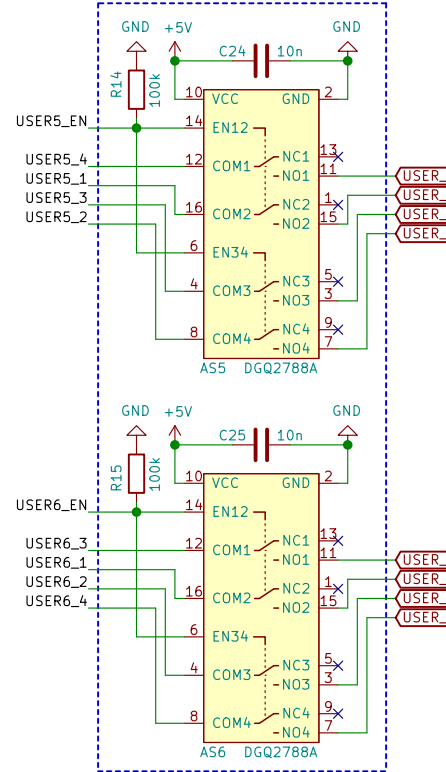 GND +5V GND
C24 10n
R14 100k
10 VCC GND 2
USER5_EN 14 EN12
USER5_4 12 COM1 NC1 13
NO1 11 USER_
USER5_1 16 COM2 NC2 1
USER5_3 NO2 15 USER_
USER5_2 USER_
USER_
6 EN34
4 COM3 NC3 5
NO3 3
8 COM4 NC4 9
NO4 7
AS5 DGQ2788A
GND +5V GND
C25 10n
R15 100k
10 VCC GND 2
USER6_EN 14 EN12
USER6_3 12 COM1 NC1 13
NO1 11 USER_
USER6_1 16 COM2 NC2 1
USER6_2 NO2 15 USER_
USER6_4 USER_
USER_
6 EN34
4 COM3 NC3 5
NO3 3
8 COM4 NC4 9
NO4 7
AS6 DGQ2788A